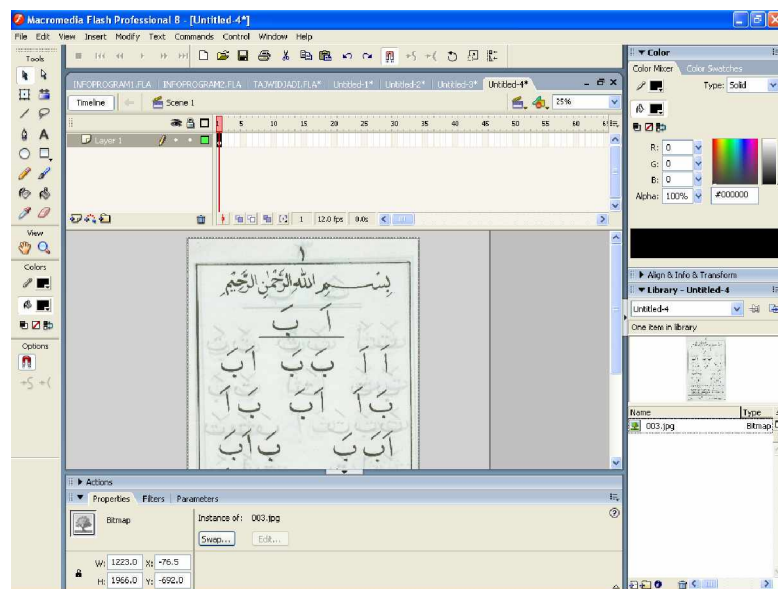 Macromedia Flash Professional 8 - [Untitled-4*]
File Edit View Insert Modify Text Commands Control Window Help
Tools
View
Colors
Options
INFOPROGRAM1.FLA INFOPROGRAM2.FLA TAJWIDJADI.FLA* Untitled-1* Untitled-2* Untitled-3* Untitled-4*
Timeline Scene 1 25%
1 5 10 15 20 25 30 35 40 45 50 55 60
Layer 1
1 12.0 fps 0.0s
١
بِسْمِ اللهِ الرَّحْمٰنِ الرَّحِيْمِ
اَ بَ
اَ اَ بَ بَ اَ بَ
بَ اَ اَ بَ بَ اَ
اَ بَ بَ بَ اَ بَ
Actions
Properties Filters Parameters
Bitmap
Instance of: 003.jpg
Swap... Edit...
W: 1223.0 X: -76.5
H: 1966.0 Y: -692.0
Color
Color Mixer Color Swatches
Type: Solid
R: 0
G: 0
B: 0
Alpha: 100% #000000
Align & Info & Transform
Library - Untitled-4
Untitled-4
One item in library
Name Type
003.jpg Bitmap